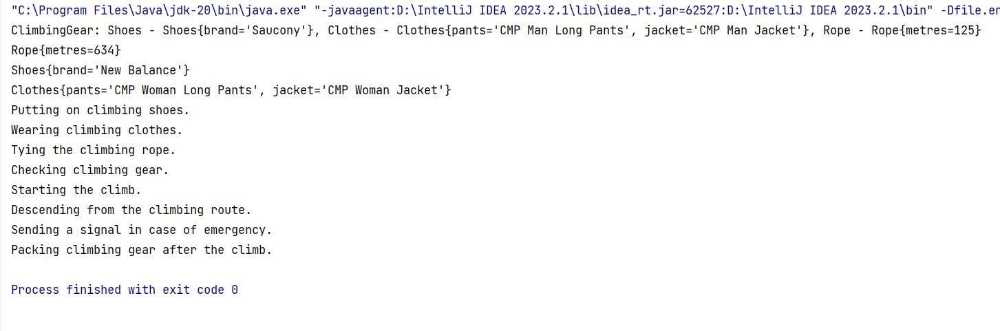 "C:\Program Files\Java\jdk-20\bin\java.exe" "-javaagent:D:\IntelliJ IDEA 2023.2.1\lib\idea_rt.jar=62527:D:\IntelliJ IDEA 2023.2.1\bin" -Dfile.en
ClimbingGear: Shoes - Shoes{brand='Saucony'}, Clothes - Clothes{pants='CMP Man Long Pants', jacket='CMP Man Jacket'}, Rope - Rope{metres=125}
Rope{metres=634}
Shoes{brand='New Balance'}
Clothes{pants='CMP Woman Long Pants', jacket='CMP Woman Jacket'}
Putting on climbing shoes.
Wearing climbing clothes.
Tying the climbing rope.
Checking climbing gear.
Starting the climb.
Descending from the climbing route.
Sending a signal in case of emergency.
Packing climbing gear after the climb.
Process finished with exit code 0